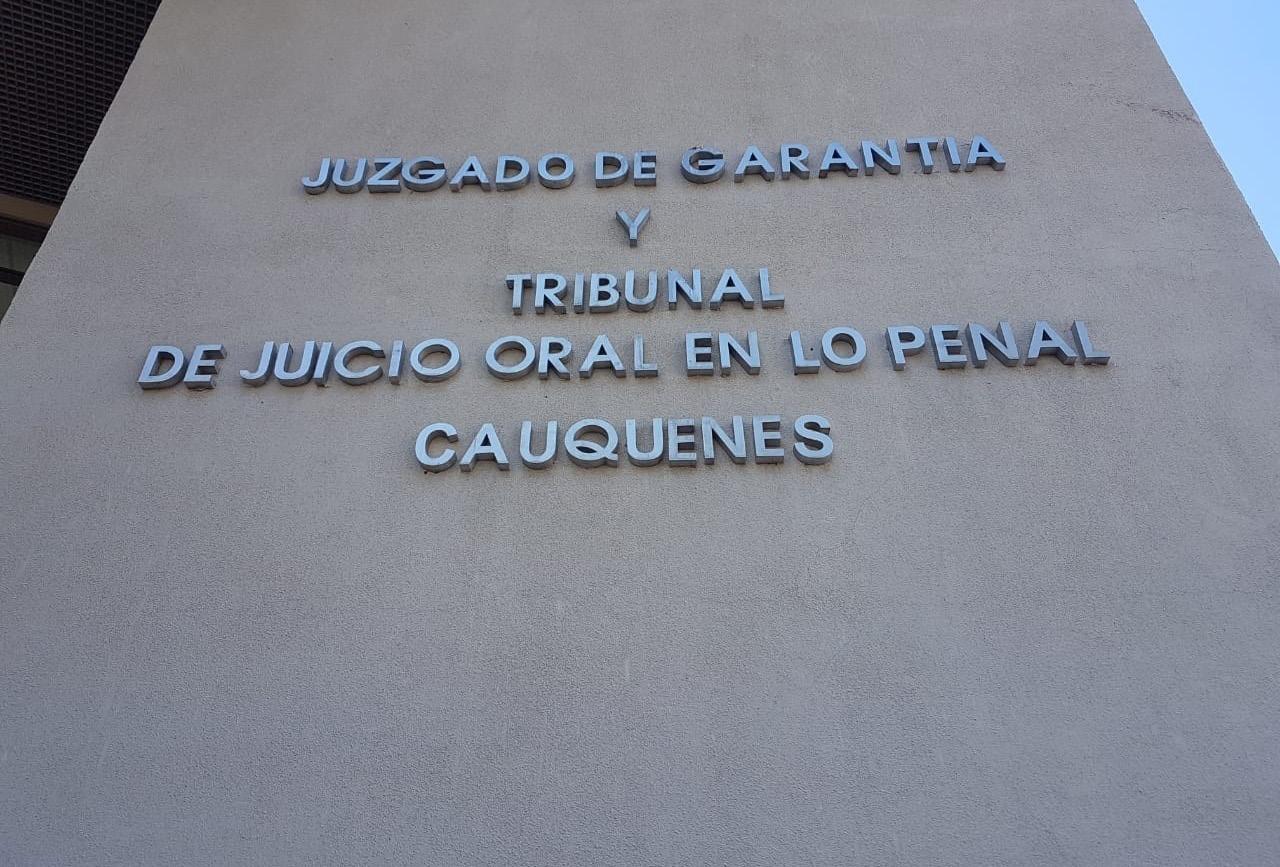 JUZGADO DE GARANTIA
Y
TRIBUNAL
DE JUICIO ORAL EN LO PENAL
CAUQUENES